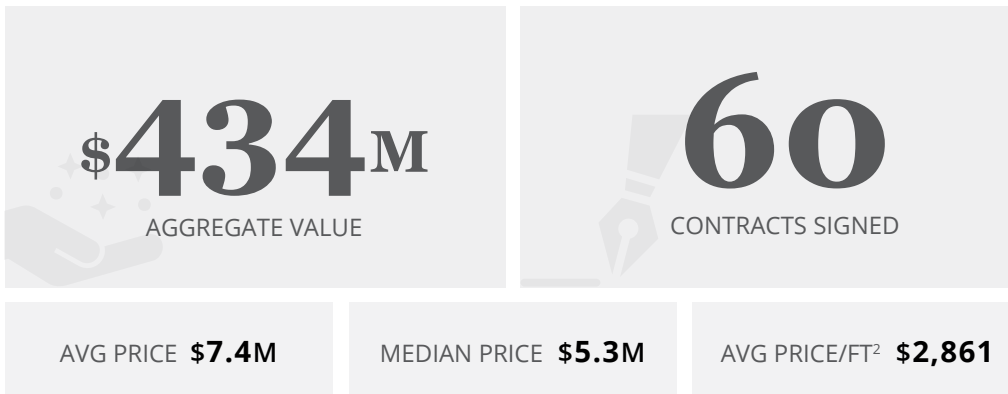 $434M
AGGREGATE VALUE
60
CONTRACTS SIGNED
AVG PRICE $7.4M
MEDIAN PRICE $5.3M
AVG PRICE/FT² $2,861